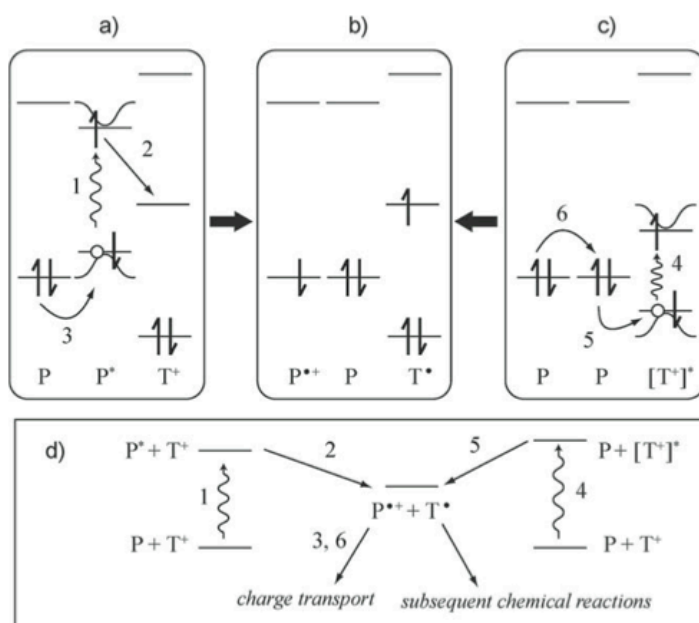 a) b) c)
2
1
6
4
3
5
P P* T⁺
P•⁺ P T•
P P [T⁺]*
d)
P* + T⁺ 2 5 P + [T⁺]*
1 4
P•⁺ + T•
P + T⁺ 3, 6 P + T⁺
charge transport subsequent chemical reactions